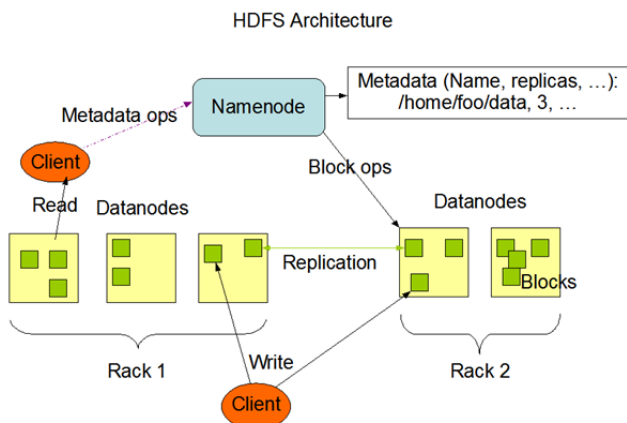 HDFS Architecture
Metadata (Name, replicas, …):
/home/foo/data, 3, …
Namenode
Metadata ops
Client
Block ops
Read
Datanodes
Datanodes
Replication
Blocks
Rack 1
Write
Rack 2
Client